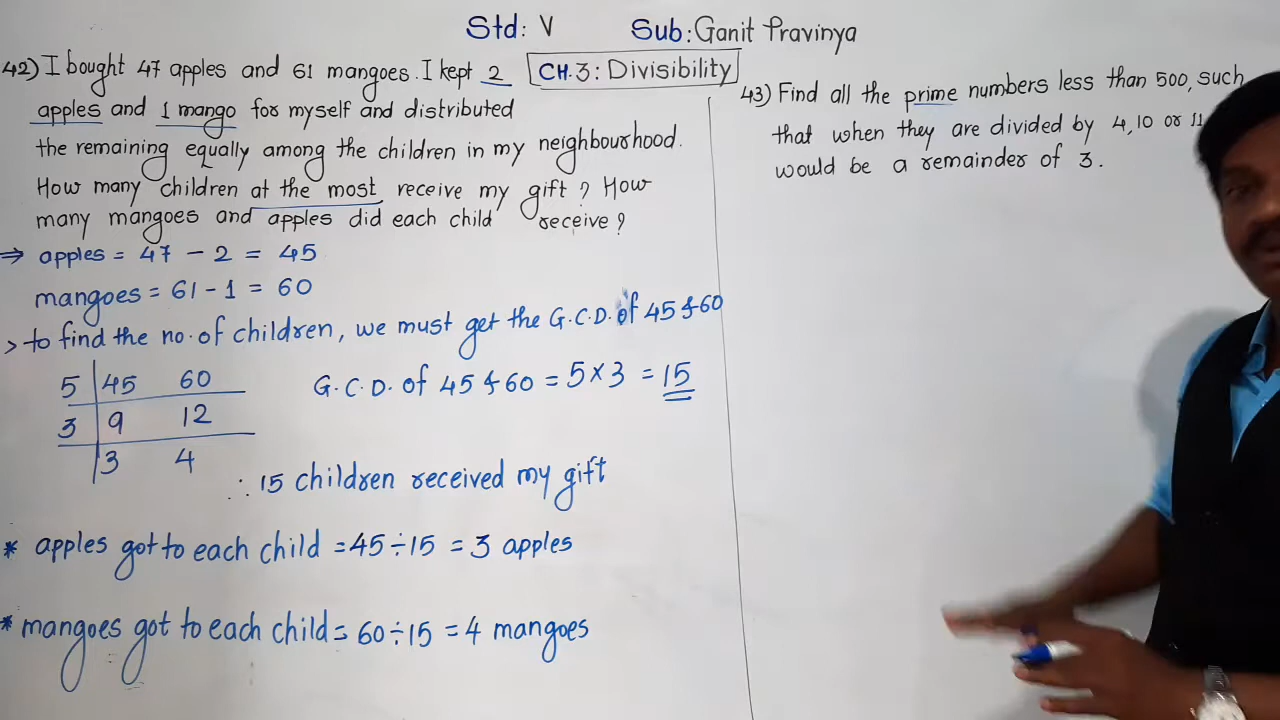 Std: V Sub: Ganit Pravinya
CH.3: Divisibility
42) I bought 47 apples and 61 mangoes. I kept 2
apples and 1 mango for myself and distributed
the remaining equally among the children in my neighbourhood.
How many children at the most receive my gift? How
many mangoes and apples did each child receive?
⇒ apples = 47 - 2 = 45
mangoes = 61 - 1 = 60
> to find the no. of children, we must get the G.C.D. of 45 & 60
5 | 45 60
3 | 9 12
| 3 4
G.C.D. of 45 & 60 = 5 × 3 = 15
∴ 15 children received my gift
* apples got to each child = 45 ÷ 15 = 3 apples
* mangoes got to each child = 60 ÷ 15 = 4 mangoes
43) Find all the prime numbers less than 500, such
that when they are divided by 4, 10 or 11
would be a remainder of 3.